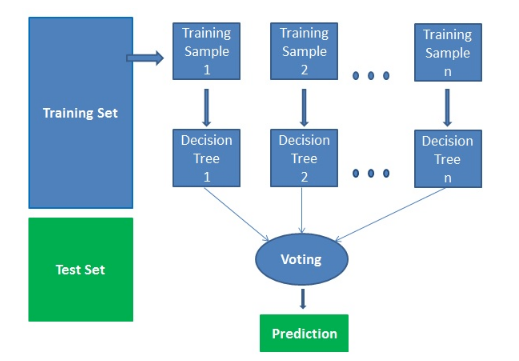 Training
Sample
1
Training
Sample
2
Training
Sample
n
Training Set
Decision
Tree
1
Decision
Tree
2
Decision
Tree
n
Test Set
Voting
Prediction